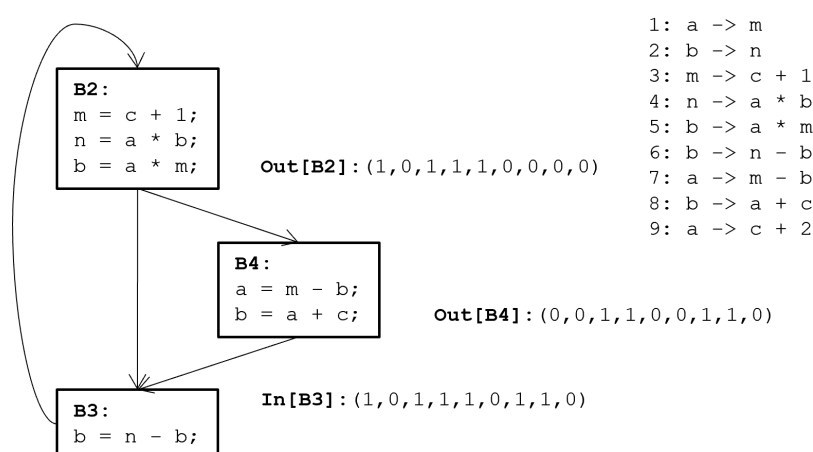 B2:
m = c + 1;
n = a * b;
b = a * m;
Out[B2]:(1,0,1,1,1,0,0,0,0)
1: a -> m
2: b -> n
3: m -> c + 1
4: n -> a * b
5: b -> a * m
6: b -> n - b
7: a -> m - b
8: b -> a + c
9: a -> c + 2
B4:
a = m - b;
b = a + c;
Out[B4]:(0,0,1,1,0,0,1,1,0)
In[B3]:(1,0,1,1,1,0,1,1,0)
B3:
b = n - b;